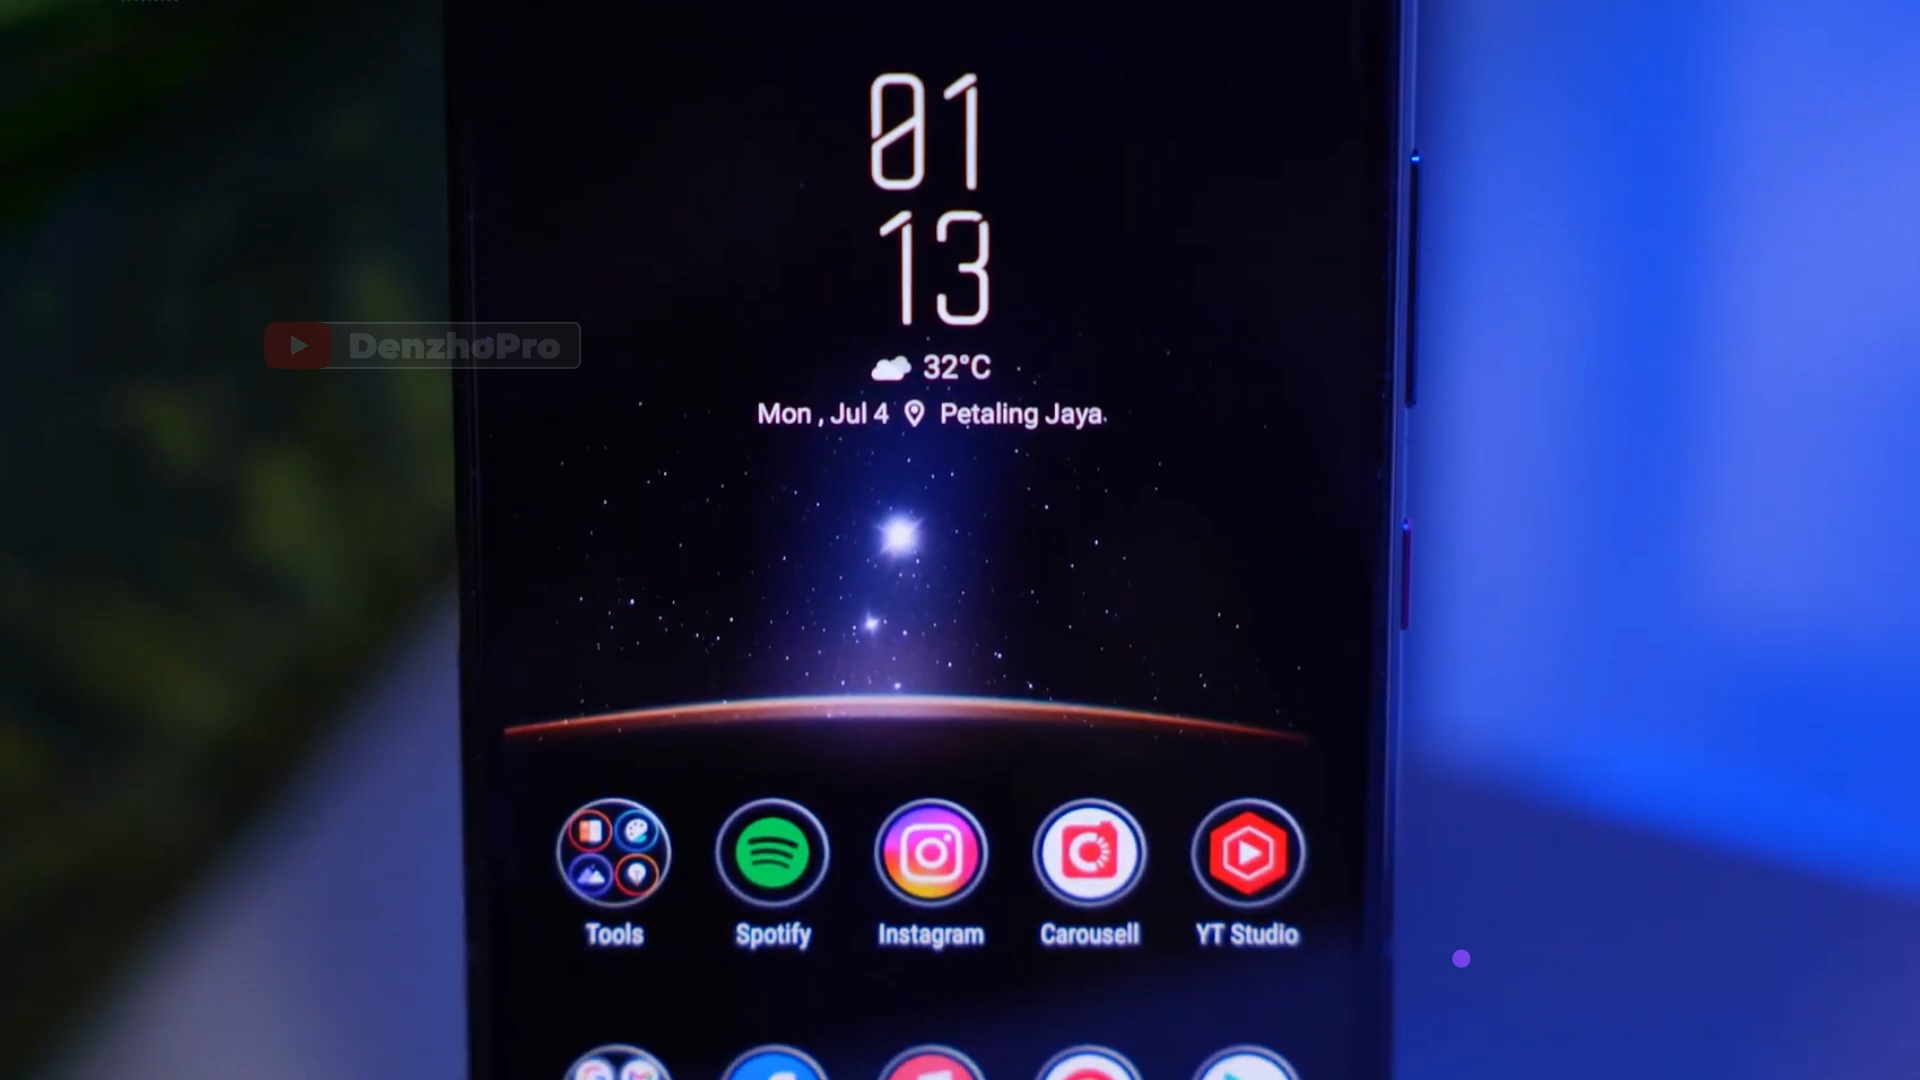 01
13
32°C
Mon , Jul 4 Petaling Jaya
DenzhoPro
Tools Spotify Instagram Carousell YT Studio